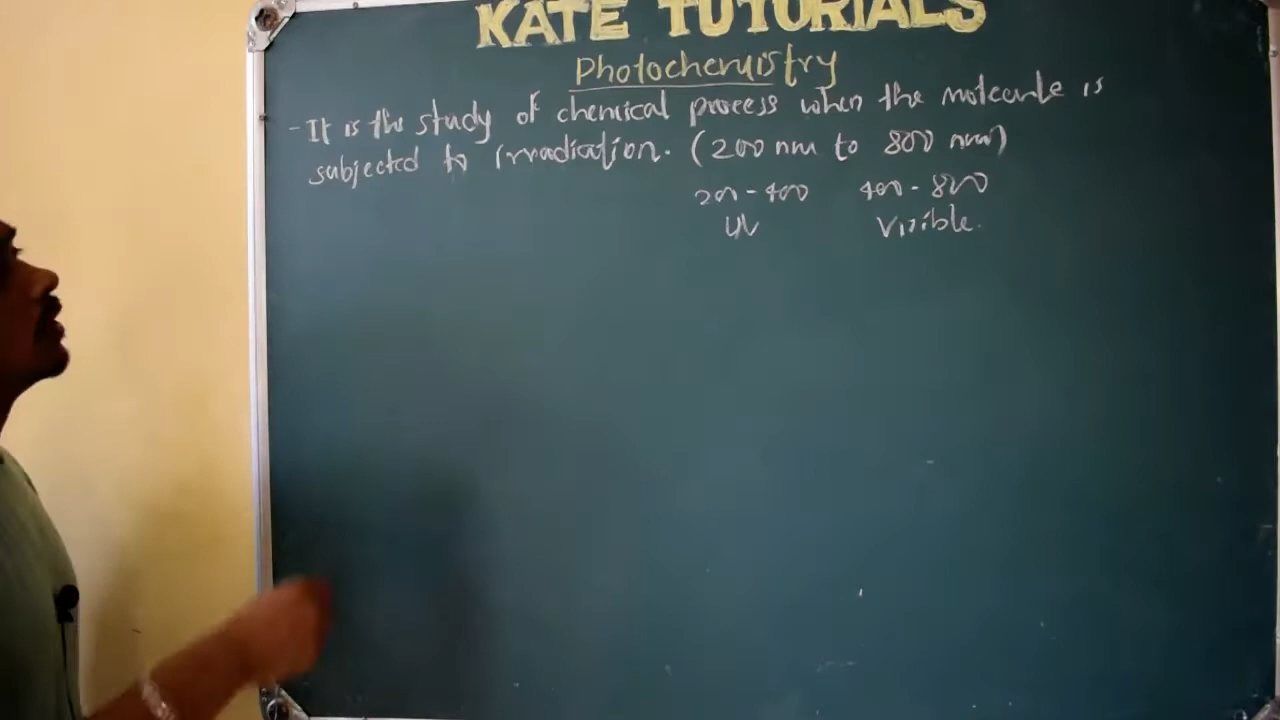 KATE TUTORIALS
Photochemistry
- It is the study of chemical process when the molecule is
subjected to Irradiation. (200 nm to 800 nm)
200 - 400 400 - 800
UV Visible.